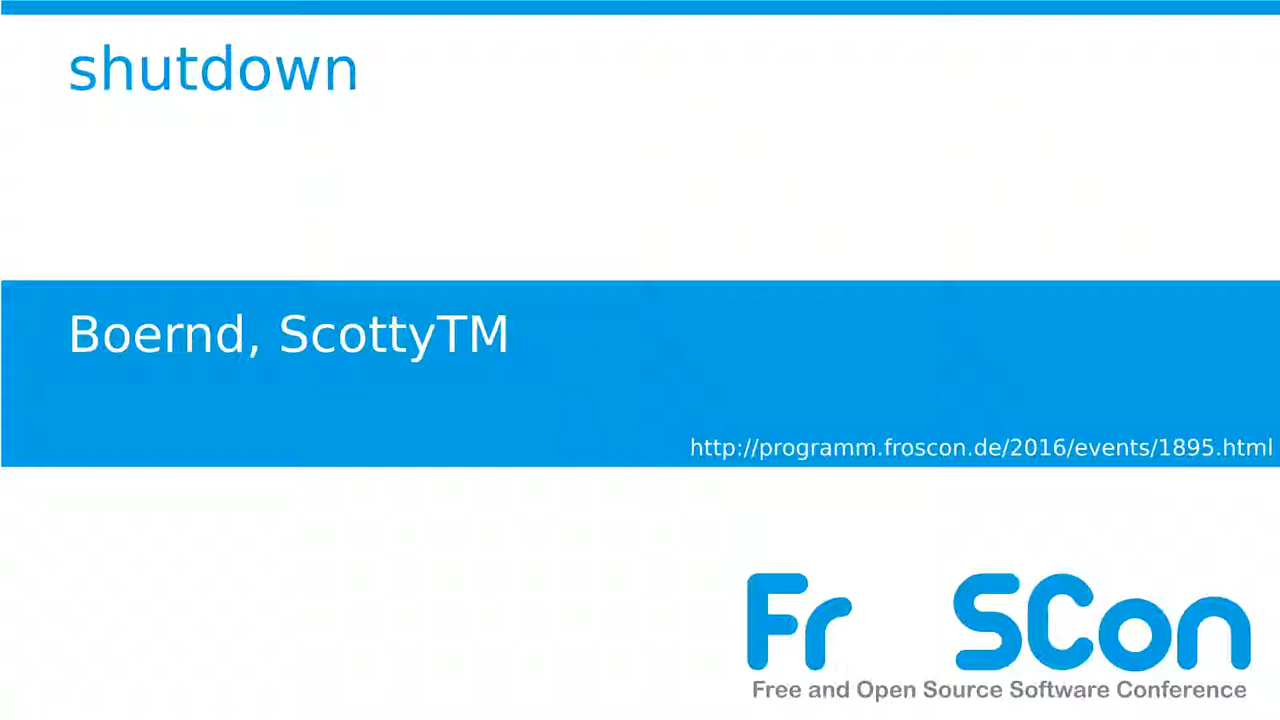 shutdown
Boernd, ScottyTM
http://programm.froscon.de/2016/events/1895.html
Fr SCon
Free and Open Source Software Conference